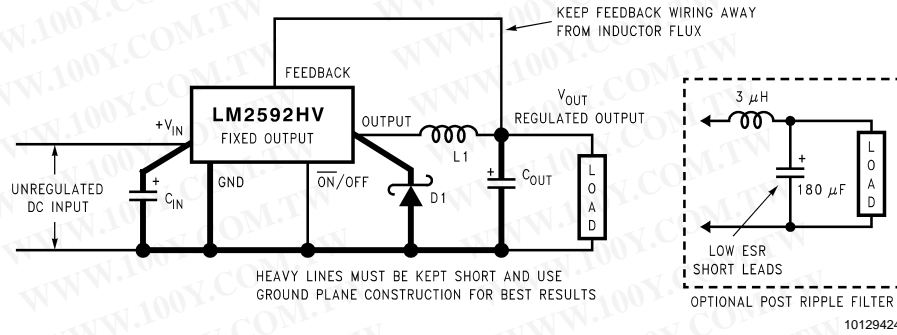 KEEP FEEDBACK WIRING AWAY
FROM INDUCTOR FLUX
FEEDBACK
LM2592HV
FIXED OUTPUT
+VIN
OUTPUT
L1
VOUT
REGULATED OUTPUT
UNREGULATED
DC INPUT
+
CIN
GND
ON/OFF
D1
+
COUT
LOAD
HEAVY LINES MUST BE KEPT SHORT AND USE
GROUND PLANE CONSTRUCTION FOR BEST RESULTS
3 μH
+
180 μF
LOAD
LOW ESR
SHORT LEADS
OPTIONAL POST RIPPLE FILTER
10129424
WWW.100Y.COM.TW